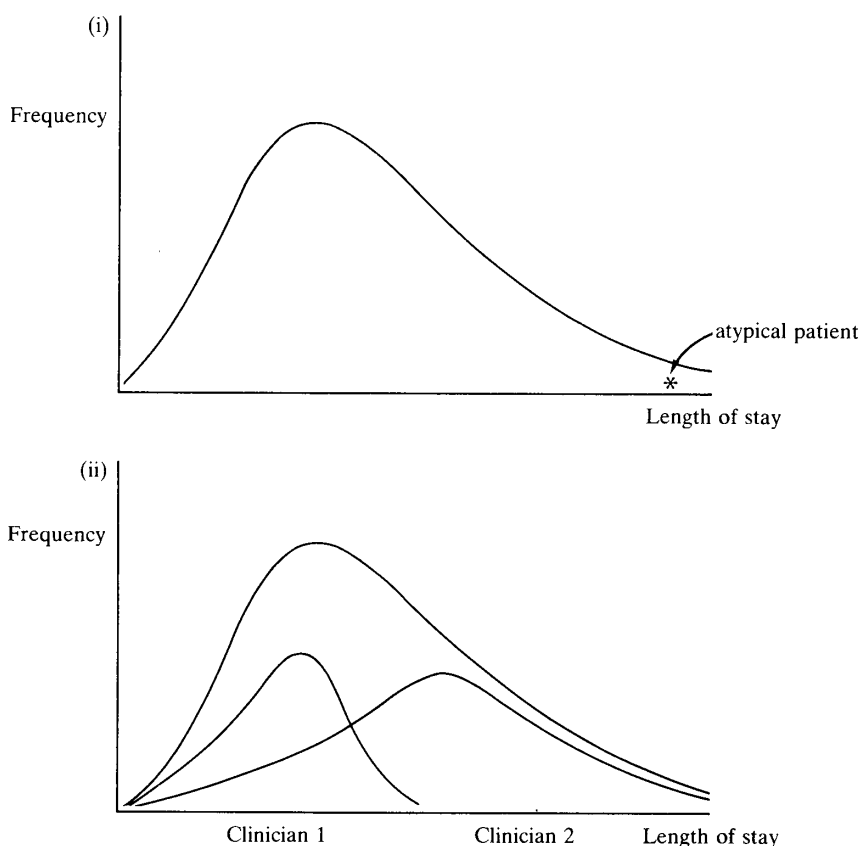 (i)
Frequency
atypical patient
*
Length of stay
(ii)
Frequency
Clinician 1 Clinician 2 Length of stay